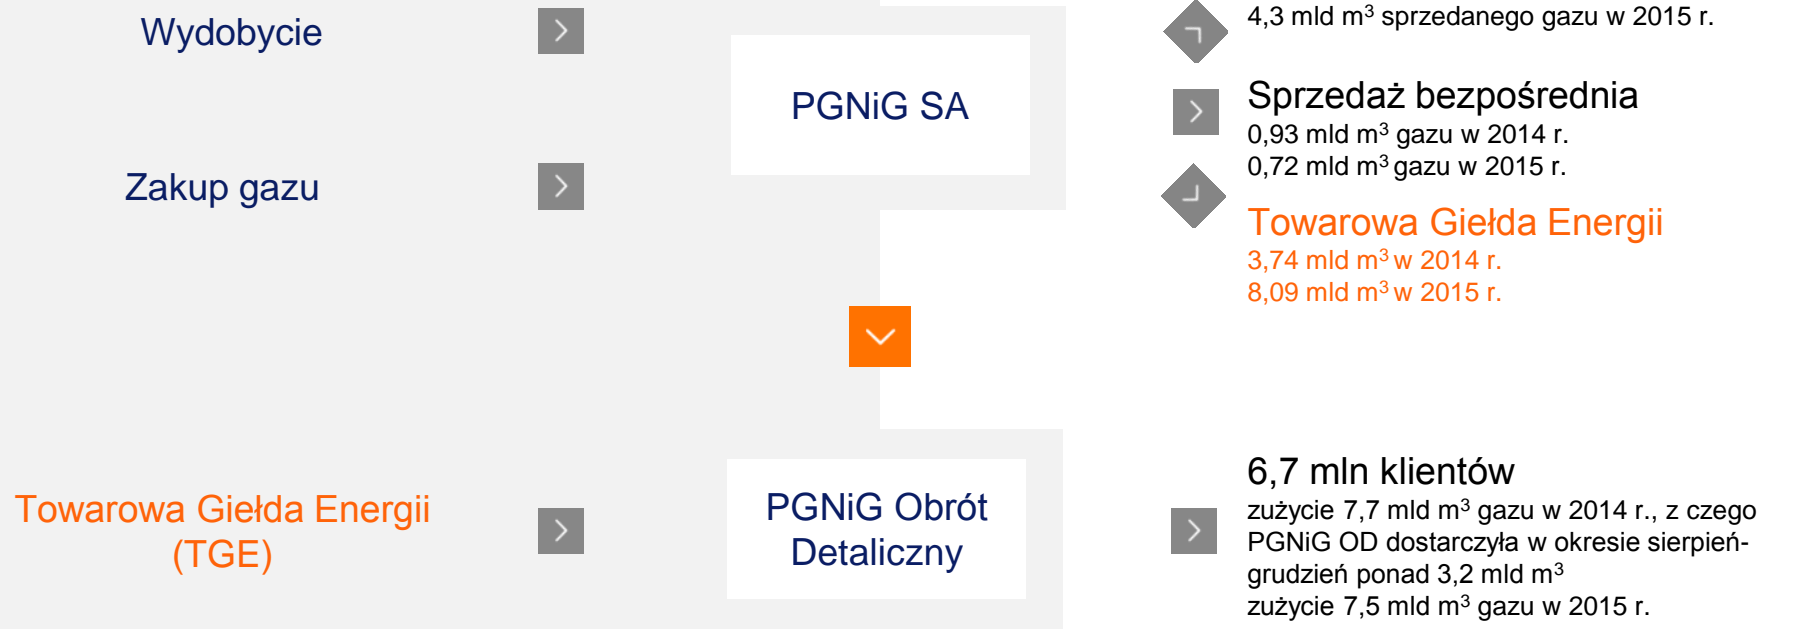 Wydobycie
Zakup gazu
Towarowa Giełda Energii
(TGE)
PGNiG SA
PGNiG Obrót
Detaliczny
4,3 mld m³ sprzedanego gazu w 2015 r.
Sprzedaż bezpośrednia
0,93 mld m³ gazu w 2014 r.
0,72 mld m³ gazu w 2015 r.
Towarowa Giełda Energii
3,74 mld m³ w 2014 r.
8,09 mld m³ w 2015 r.
6,7 mln klientów
zużycie 7,7 mld m³ gazu w 2014 r., z czego
PGNiG OD dostarczyła w okresie sierpień-
grudzień ponad 3,2 mld m³
zużycie 7,5 mld m³ gazu w 2015 r.